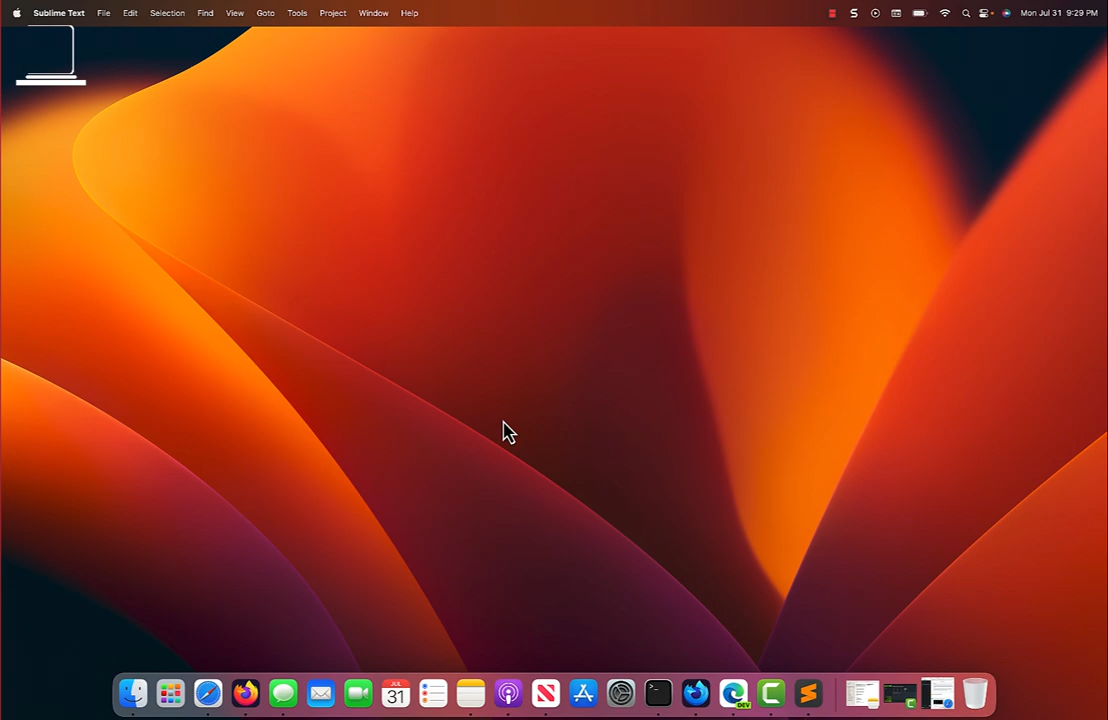 Sublime Text File Edit Selection Find View Goto Tools Project Window Help Mon Jul 31 9:29 PM
JUL
31
DEV